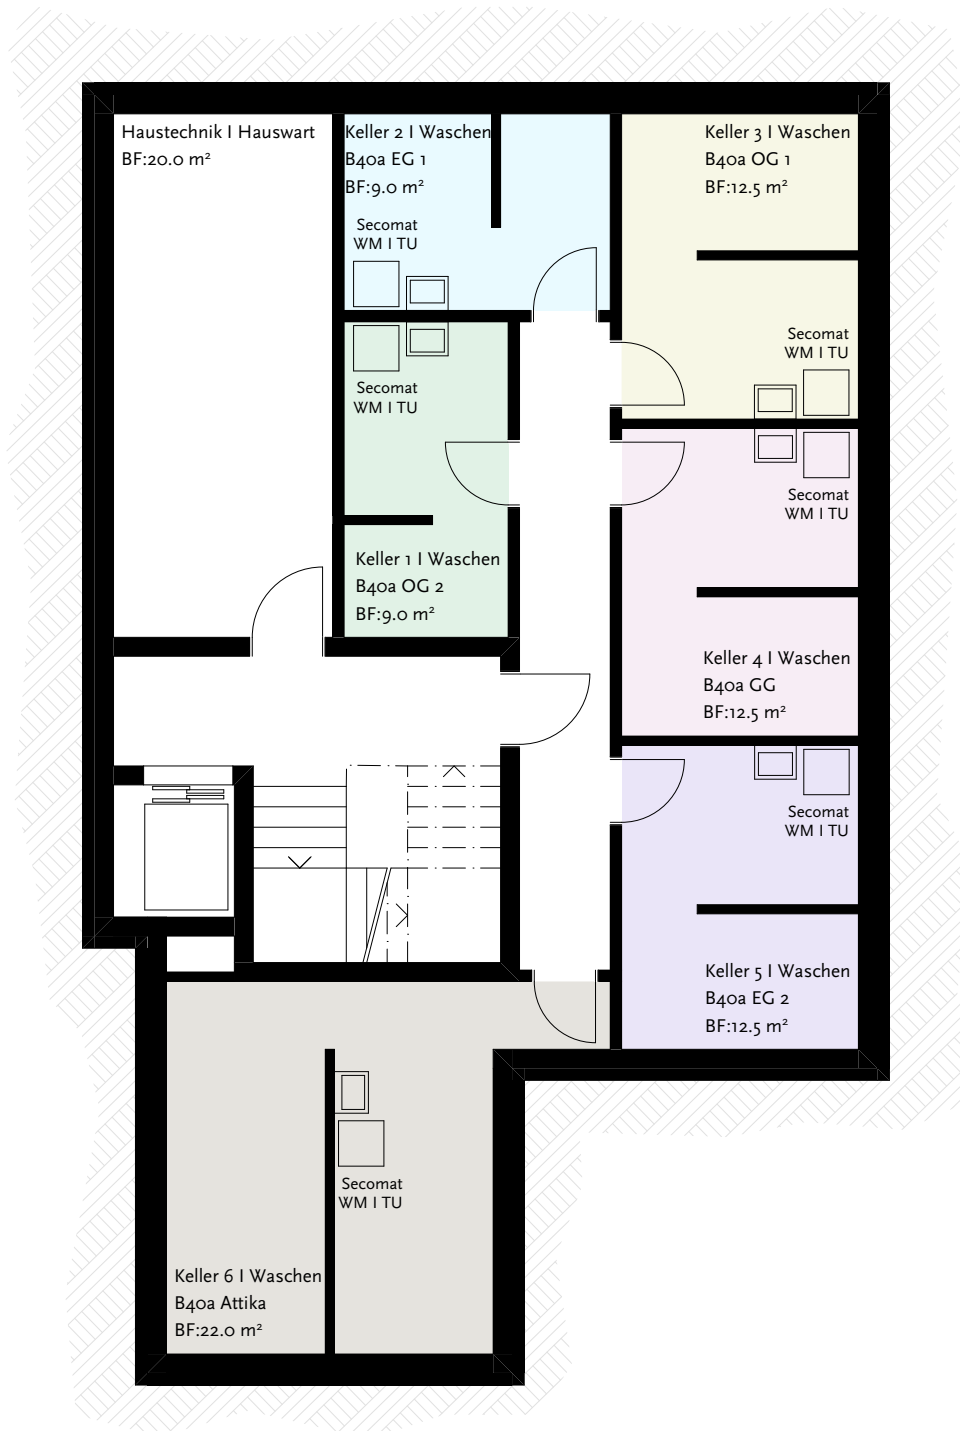 Haustechnik I Hauswart
BF:20.0 m²
Keller 2 I Waschen
B40a EG 1
BF:9.0 m²
Secomat
WM I TU
Keller 3 I Waschen
B40a OG 1
BF:12.5 m²
Secomat
WM I TU
Secomat
WM I TU
Keller 1 I Waschen
B40a OG 2
BF:9.0 m²
Secomat
WM I TU
Keller 4 I Waschen
B40a GG
BF:12.5 m²
Secomat
WM I TU
Keller 5 I Waschen
B40a EG 2
BF:12.5 m²
Secomat
WM I TU
Keller 6 I Waschen
B40a Attika
BF:22.0 m²